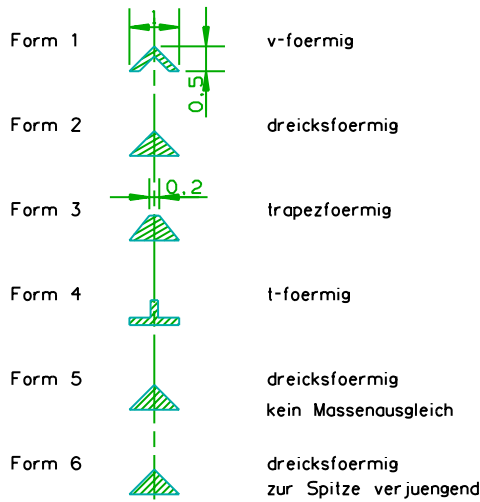 Form 1 v-foermig
0.5
Form 2 dreicksfoermig
0.2
Form 3 trapezfoermig
Form 4 t-foermig
Form 5 dreicksfoermig
kein Massenausgleich
Form 6 dreicksfoermig
zur Spitze verjuengend